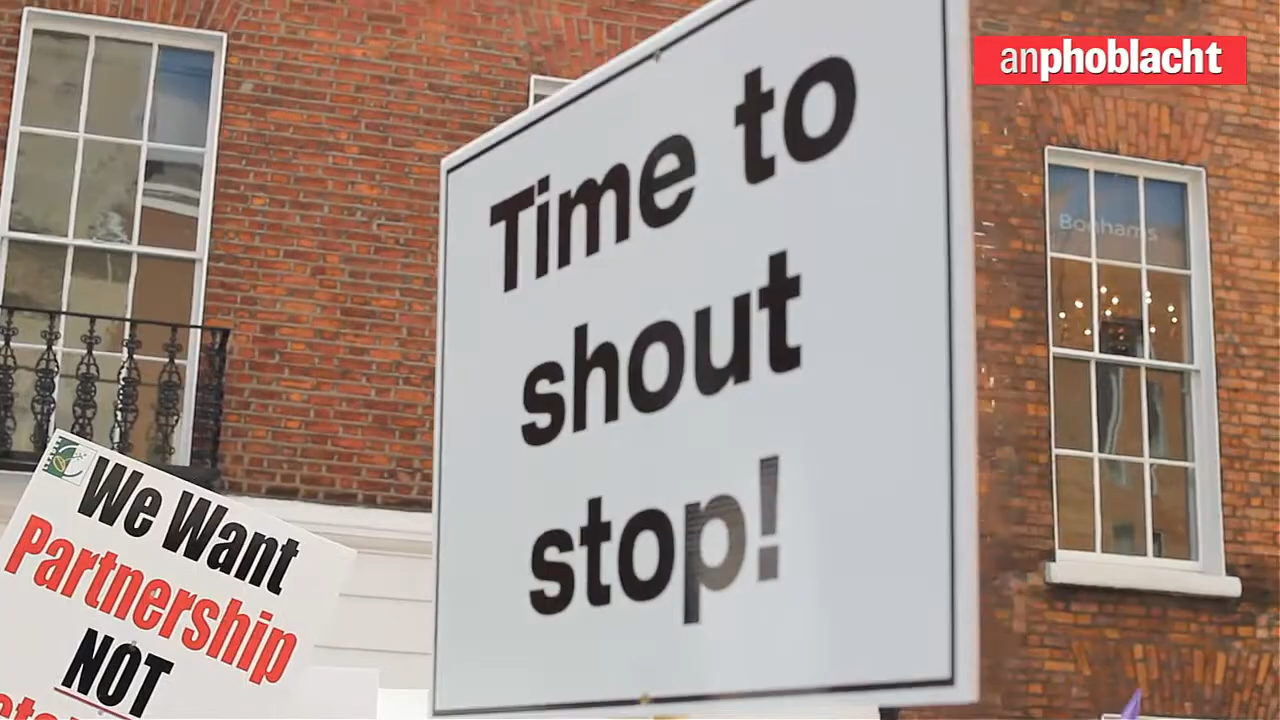 anphoblacht
Bonhams
Time to
shout
stop!
We Want
Partnership
NOT